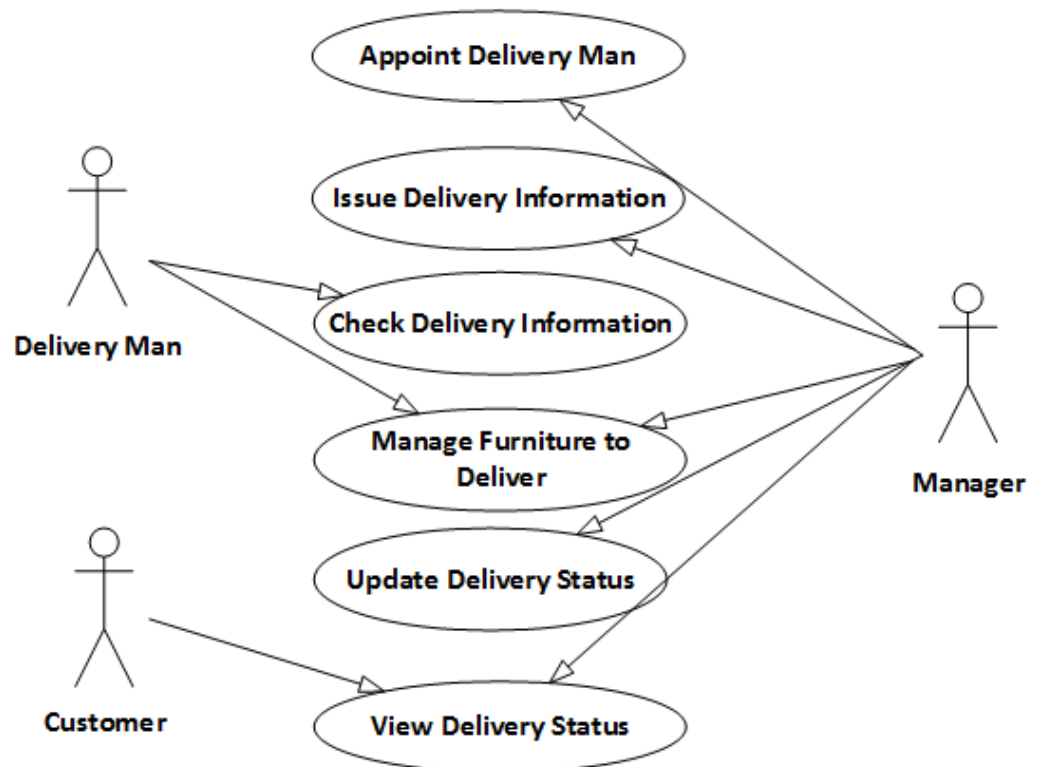 Appoint Delivery Man
Issue Delivery Information
Check Delivery Information
Delivery Man
Manage Furniture to
Deliver
Manager
Update Delivery Status
Customer
View Delivery Status